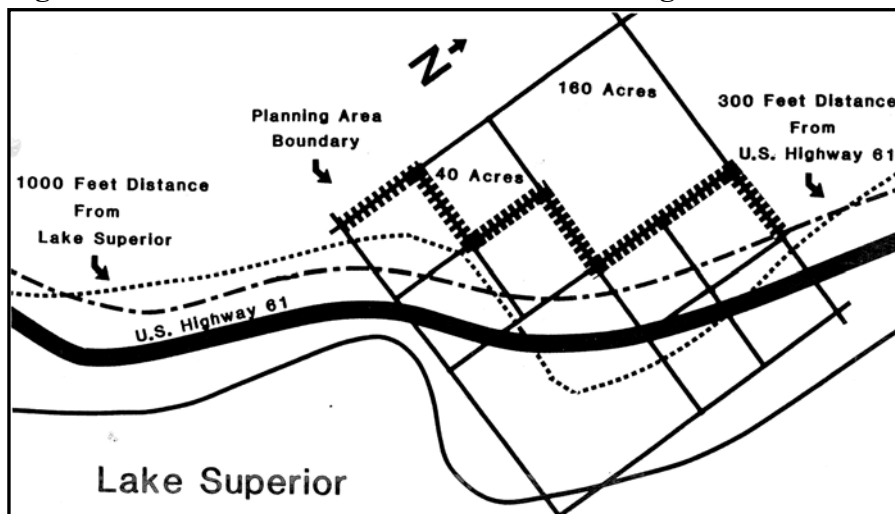 N
160 Acres
300 Feet Distance
From
U.S. Highway 61
Planning Area
Boundary
40 Acres
1000 Feet Distance
From
Lake Superior
U.S. Highway 61
Lake Superior